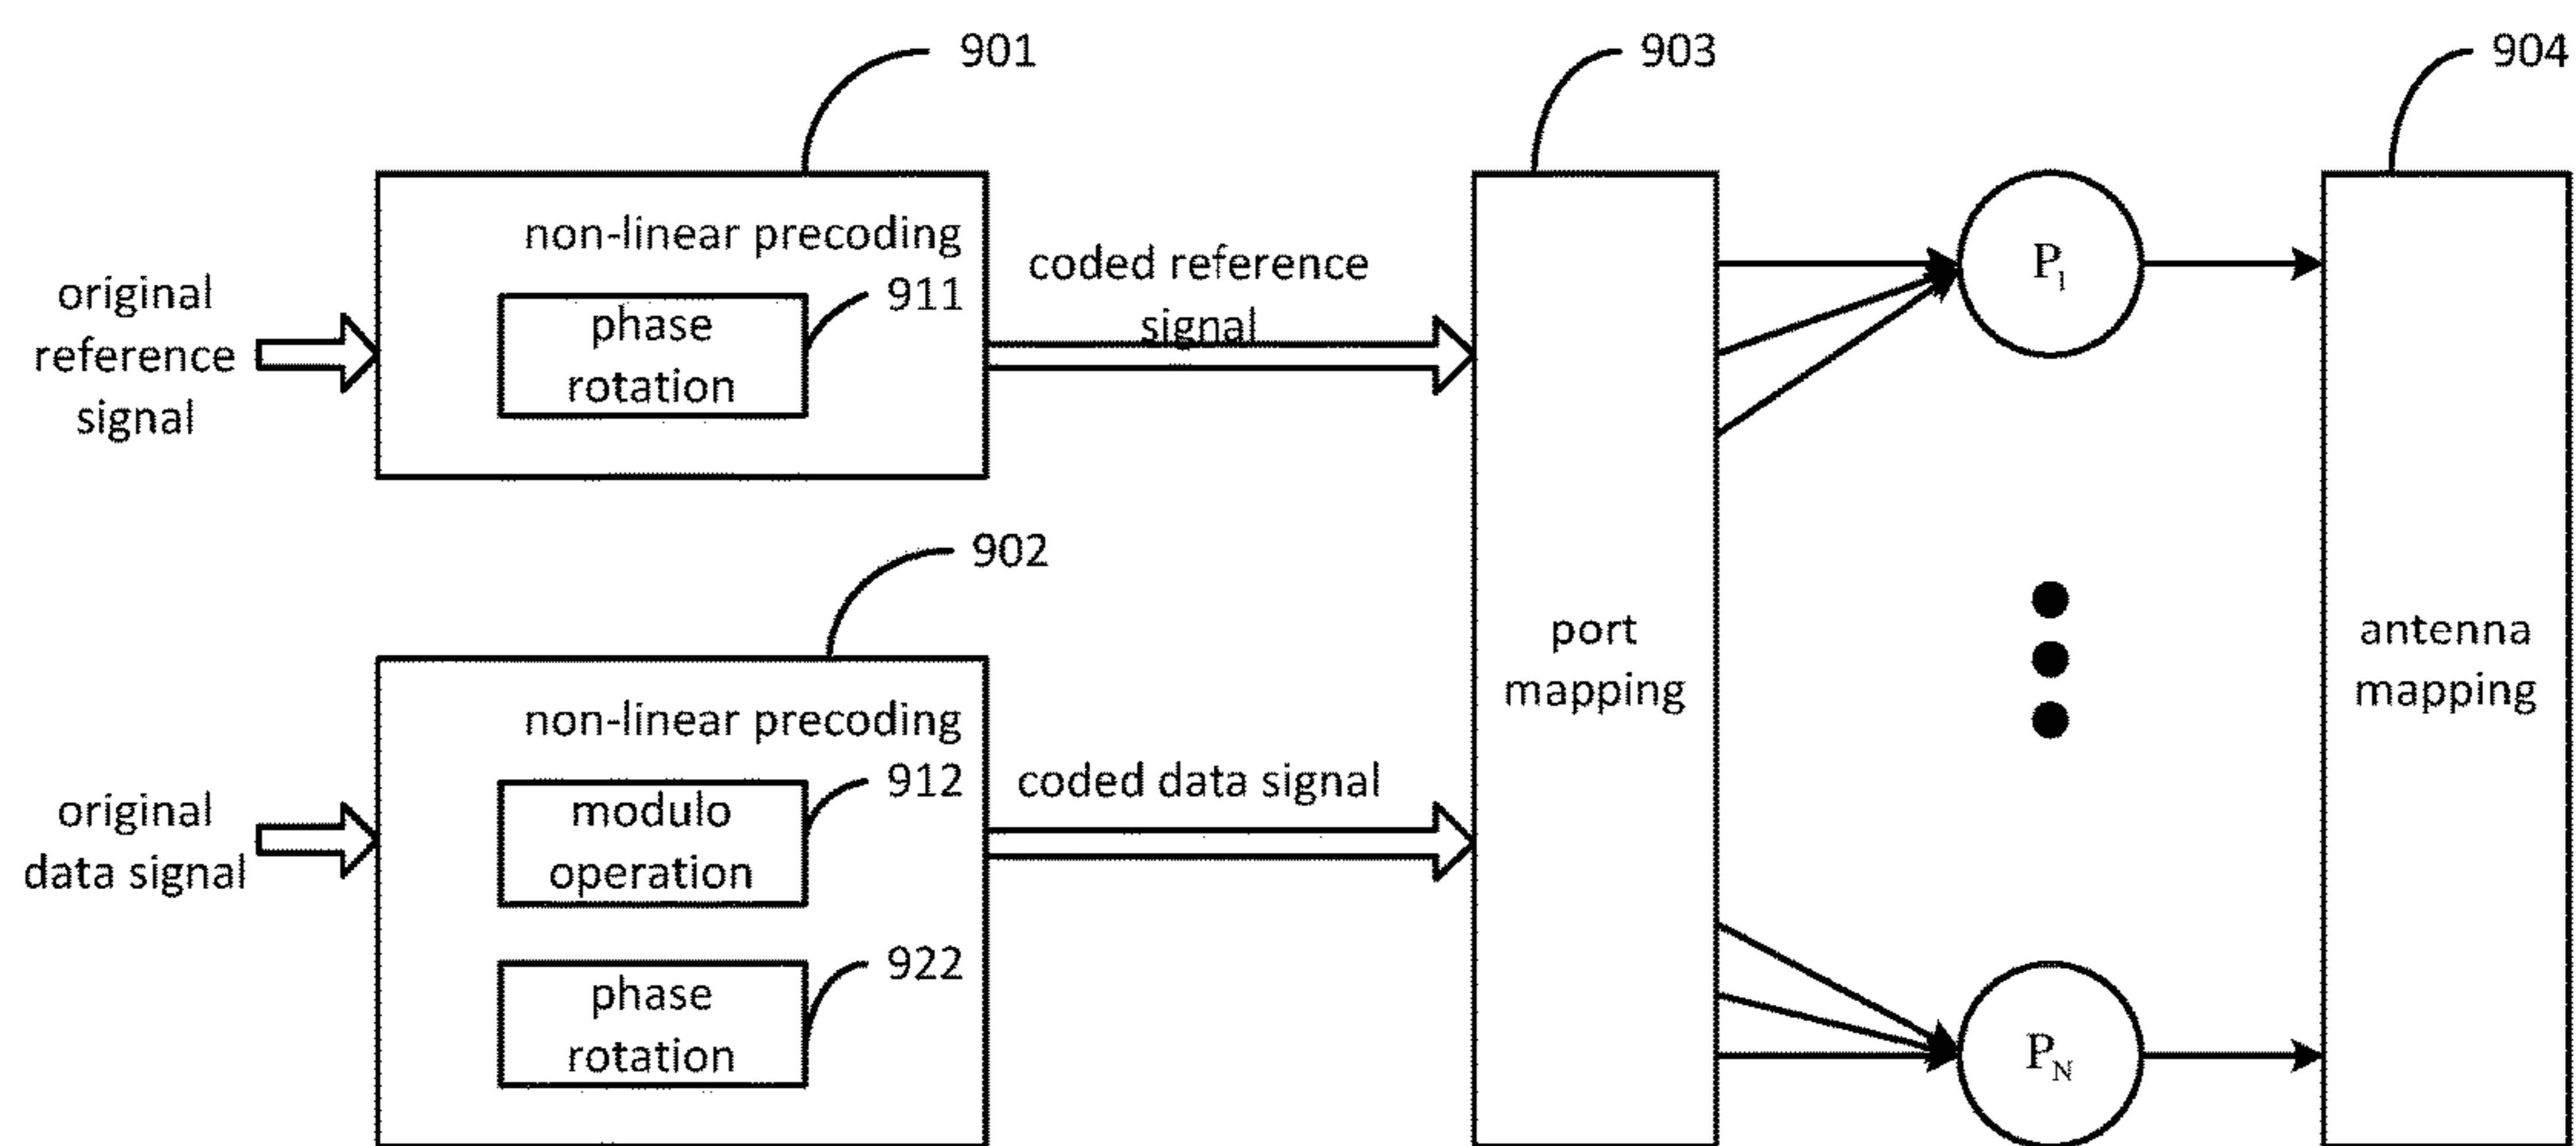 901
903
904
non-linear precoding
911
phase
rotation
original
reference
signal
coded reference
signal
P1
902
non-linear precoding
912
modulo
operation
922
phase
rotation
original
data signal
coded data signal
port
mapping
PN
antenna
mapping